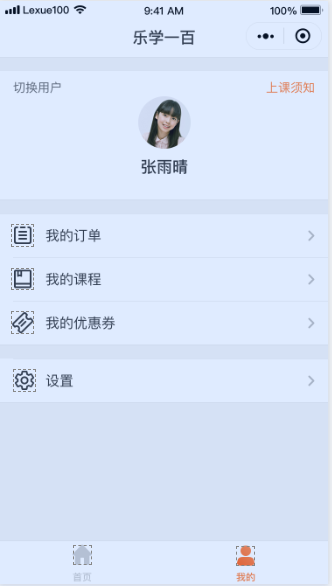 Lexue100 9:41 AM 100%
乐学一百
切换用户 上课须知
张雨晴
我的订单
我的课程
我的优惠券
设置
首页 我的